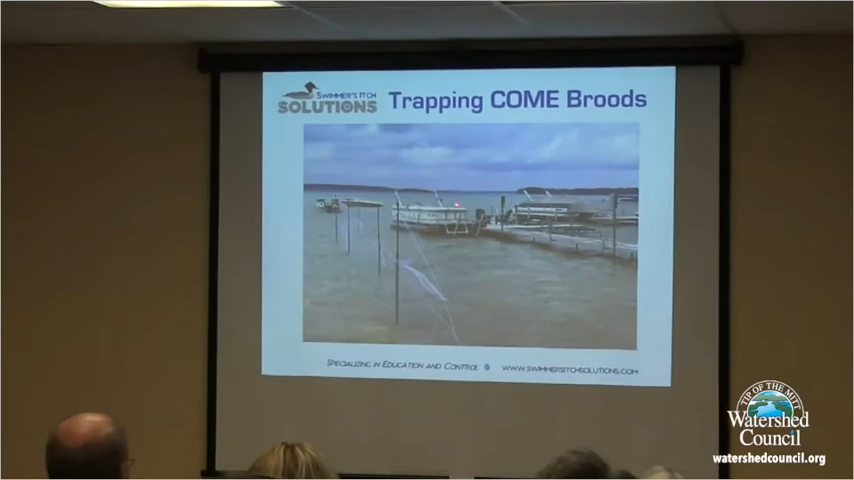 SWIMMER'S ITCH
SOLUTIONS
Trapping COME Broods
SPECIALIZING IN EDUCATION AND CONTROL
WWW.SWIMMERSITCHSOLUTIONS.COM
TIP OF THE MITT
Watershed
Council
watershedcouncil.org